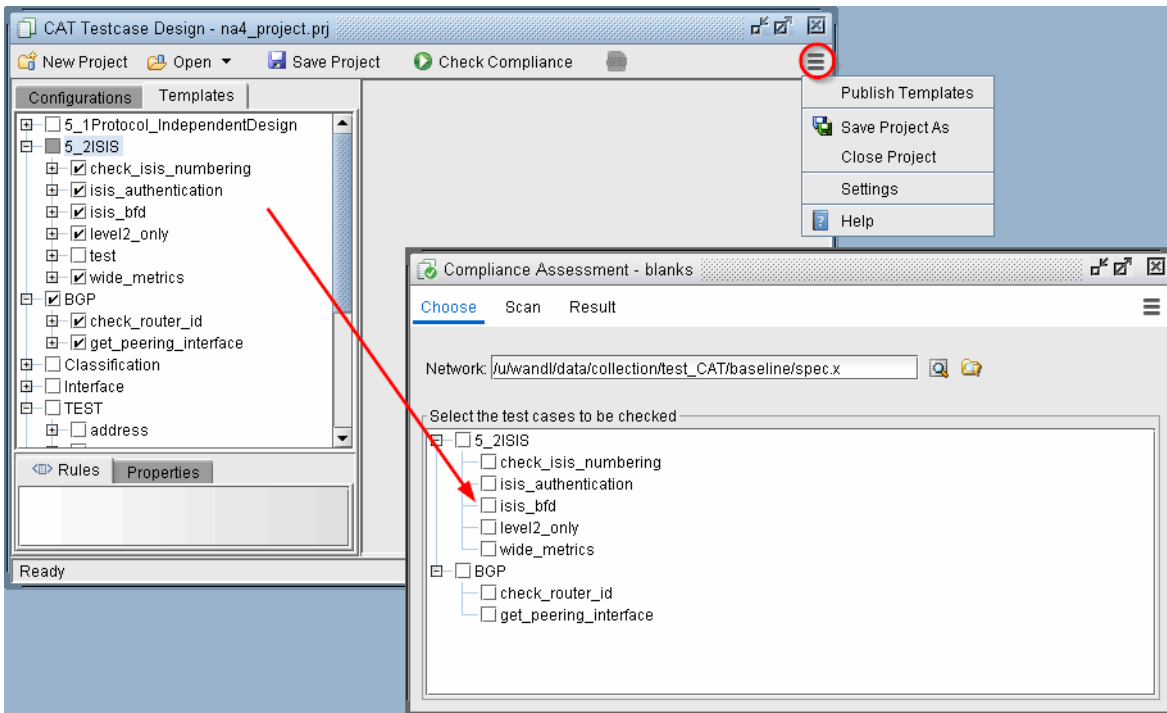 CAT Testcase Design - na4_project.prj
New Project Open Save Project Check Compliance
Configurations Templates
Publish Templates
Save Project As
Close Project
Settings
Help
5_1Protocol_IndependentDesign
5_2ISIS
check_isis_numbering
isis_authentication
isis_bfd
level2_only
test
wide_metrics
BGP
check_router_id
get_peering_interface
Classification
Interface
TEST
address
Rules Properties
Ready
Compliance Assessment - blanks
Choose Scan Result
Network: /u/wandl/data/collection/test_CAT/baseline/spec.x
Select the test cases to be checked
5_2ISIS
check_isis_numbering
isis_authentication
isis_bfd
level2_only
wide_metrics
BGP
check_router_id
get_peering_interface